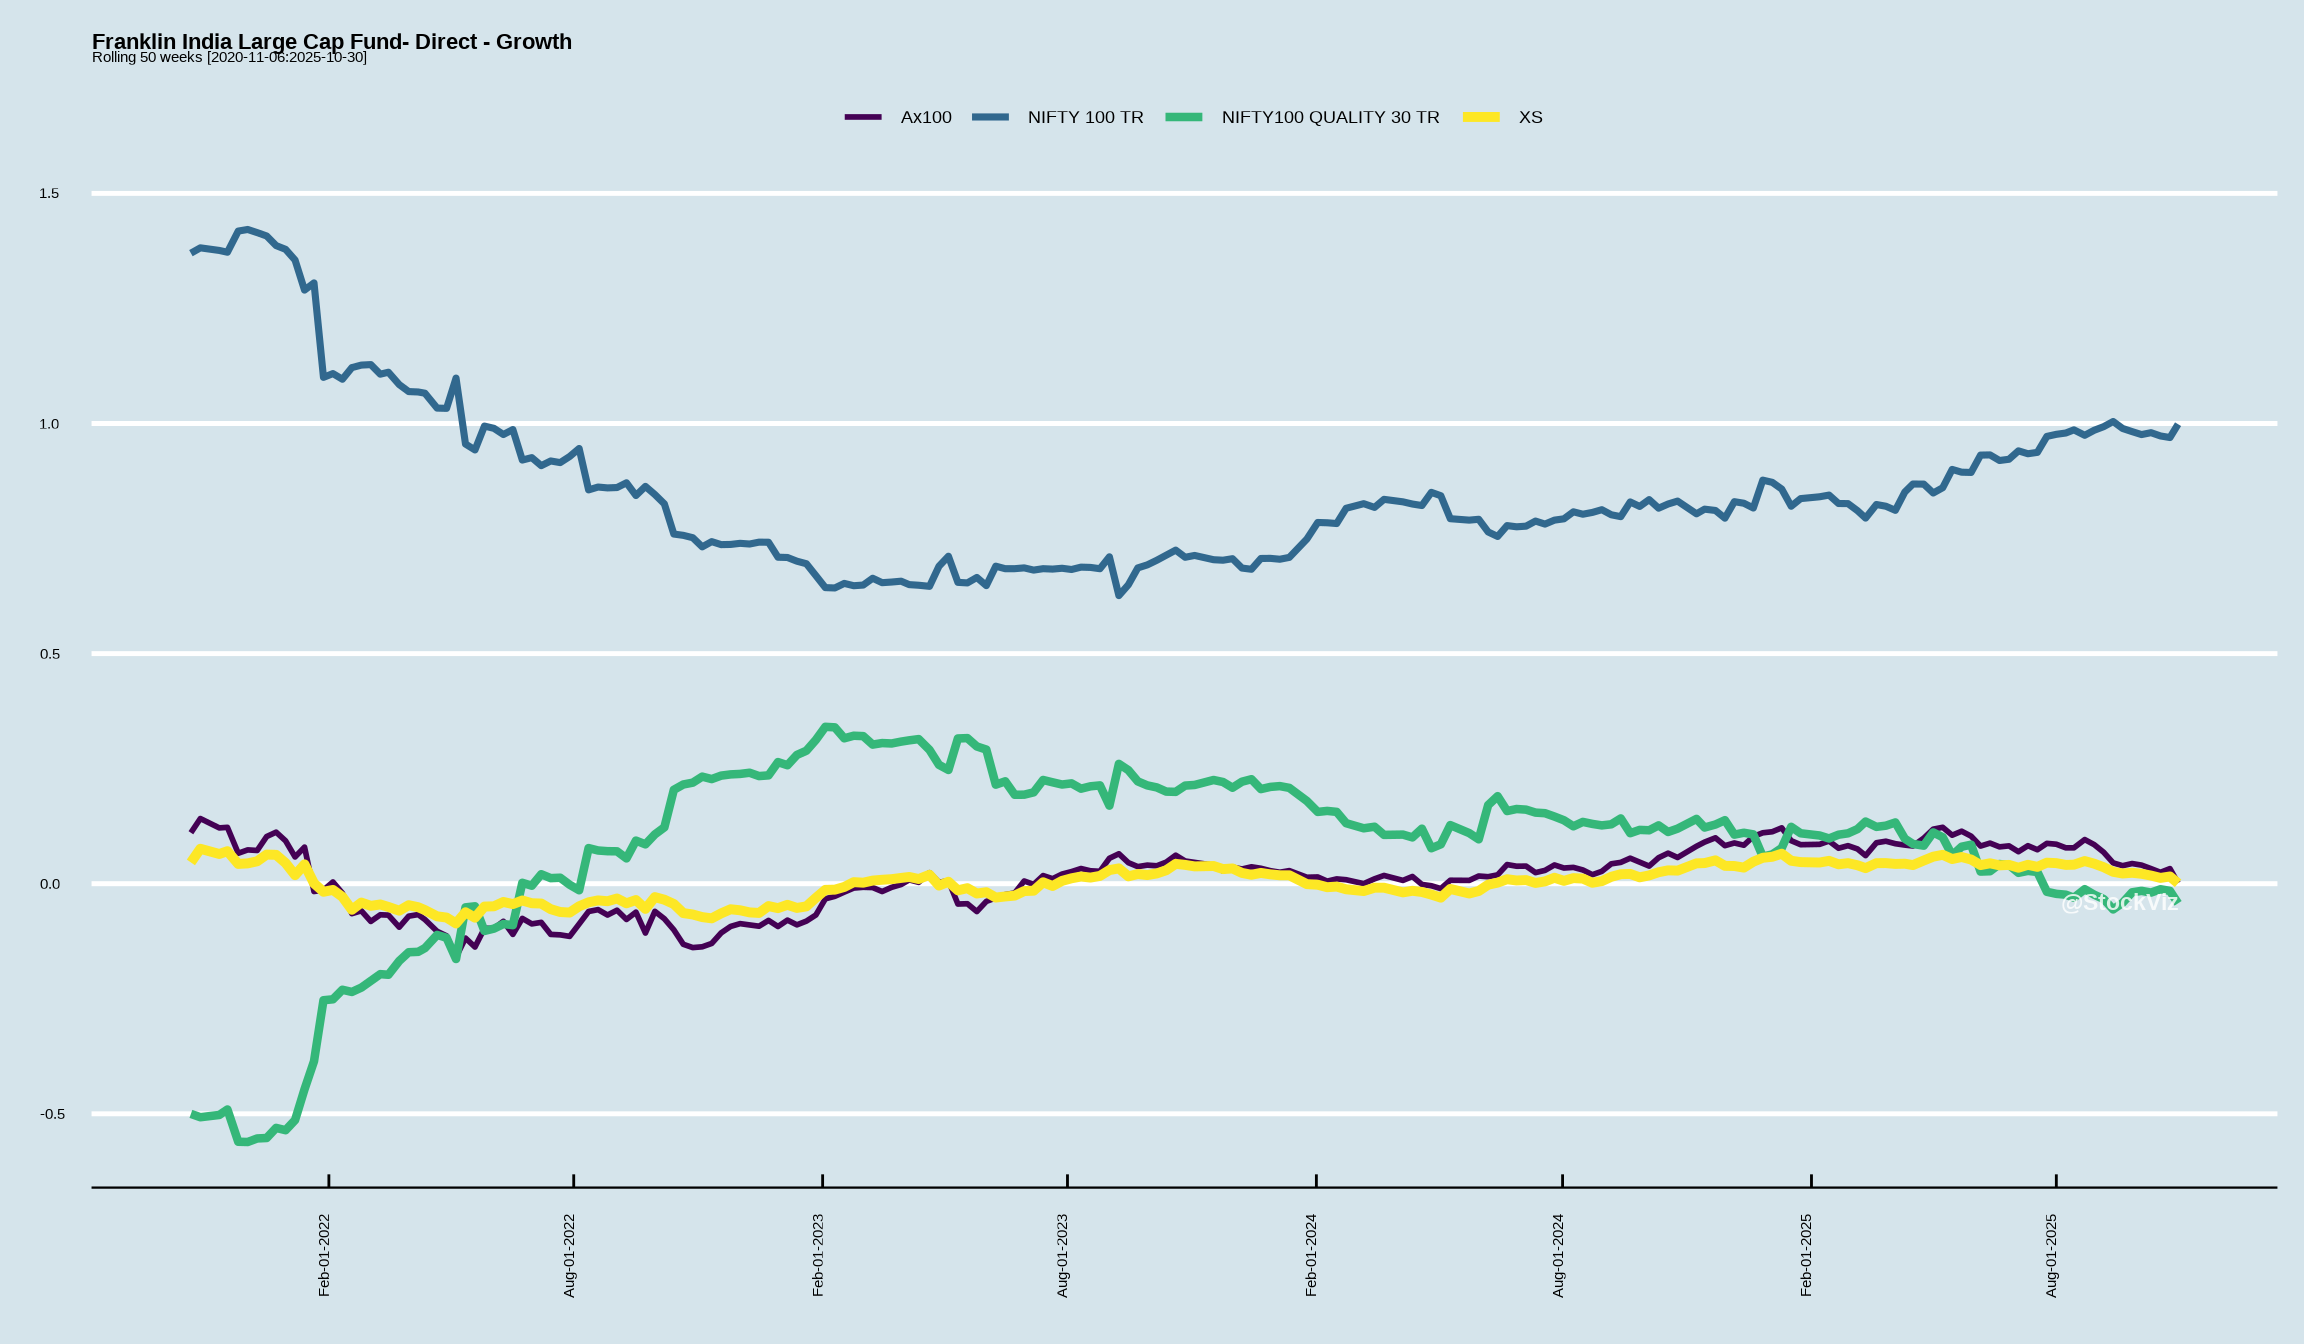 Franklin India Large Cap Fund- Direct - Growth
Rolling 50 weeks [2020-11-06:2025-10-30]
Ax100 NIFTY 100 TR NIFTY100 QUALITY 30 TR XS
1.5
1.0
0.5
0.0
-0.5
@StockViz
Feb-01-2022 Aug-01-2022 Feb-01-2023 Aug-01-2023 Feb-01-2024 Aug-01-2024 Feb-01-2025 Aug-01-2025